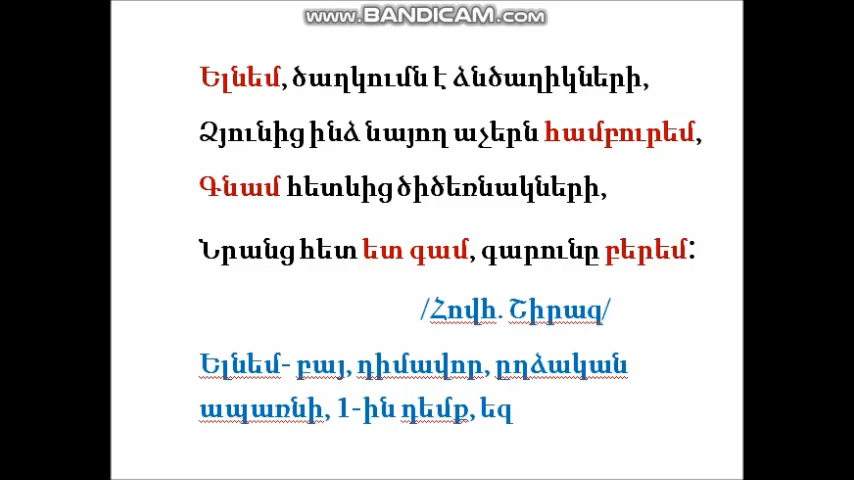 www.BANDICAM.com
Ելնեմ, ծաղկումն է ձնծաղիկների,
Ձյունից ինձ նայող աչերն համբուրեմ,
Գնամ հետևից ծիծեռնակների,
Նրանց հետ ետ գամ, գարունը բերեմ:
/Հովհ. Շիրազ/
Ելնեմ- բայ, դիմավոր, ըղձական
ապառնի, 1-ին դեմք, եզ